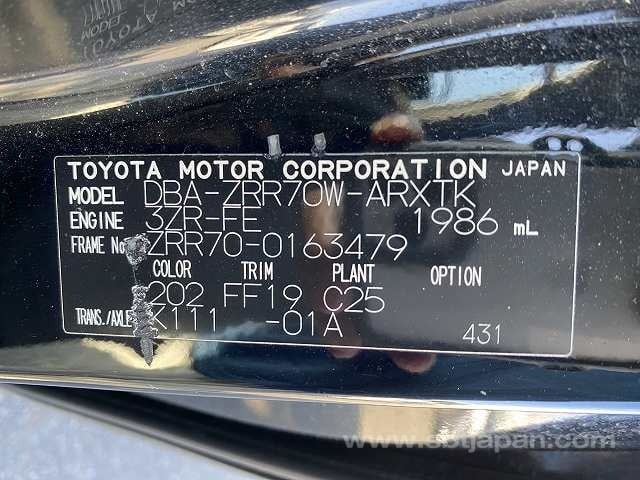 TOYOTA MOTOR CORPORATION JAPAN
MODEL DBA-ZRR70W-ARXTK
ENGINE 3ZR-FE 1986 mL
FRAME No. ZRR70-0163479
COLOR TRIM PLANT OPTION
202 FF19 C25
TRANS./AXLE K111 -01A 431
www.sbtjapan.com